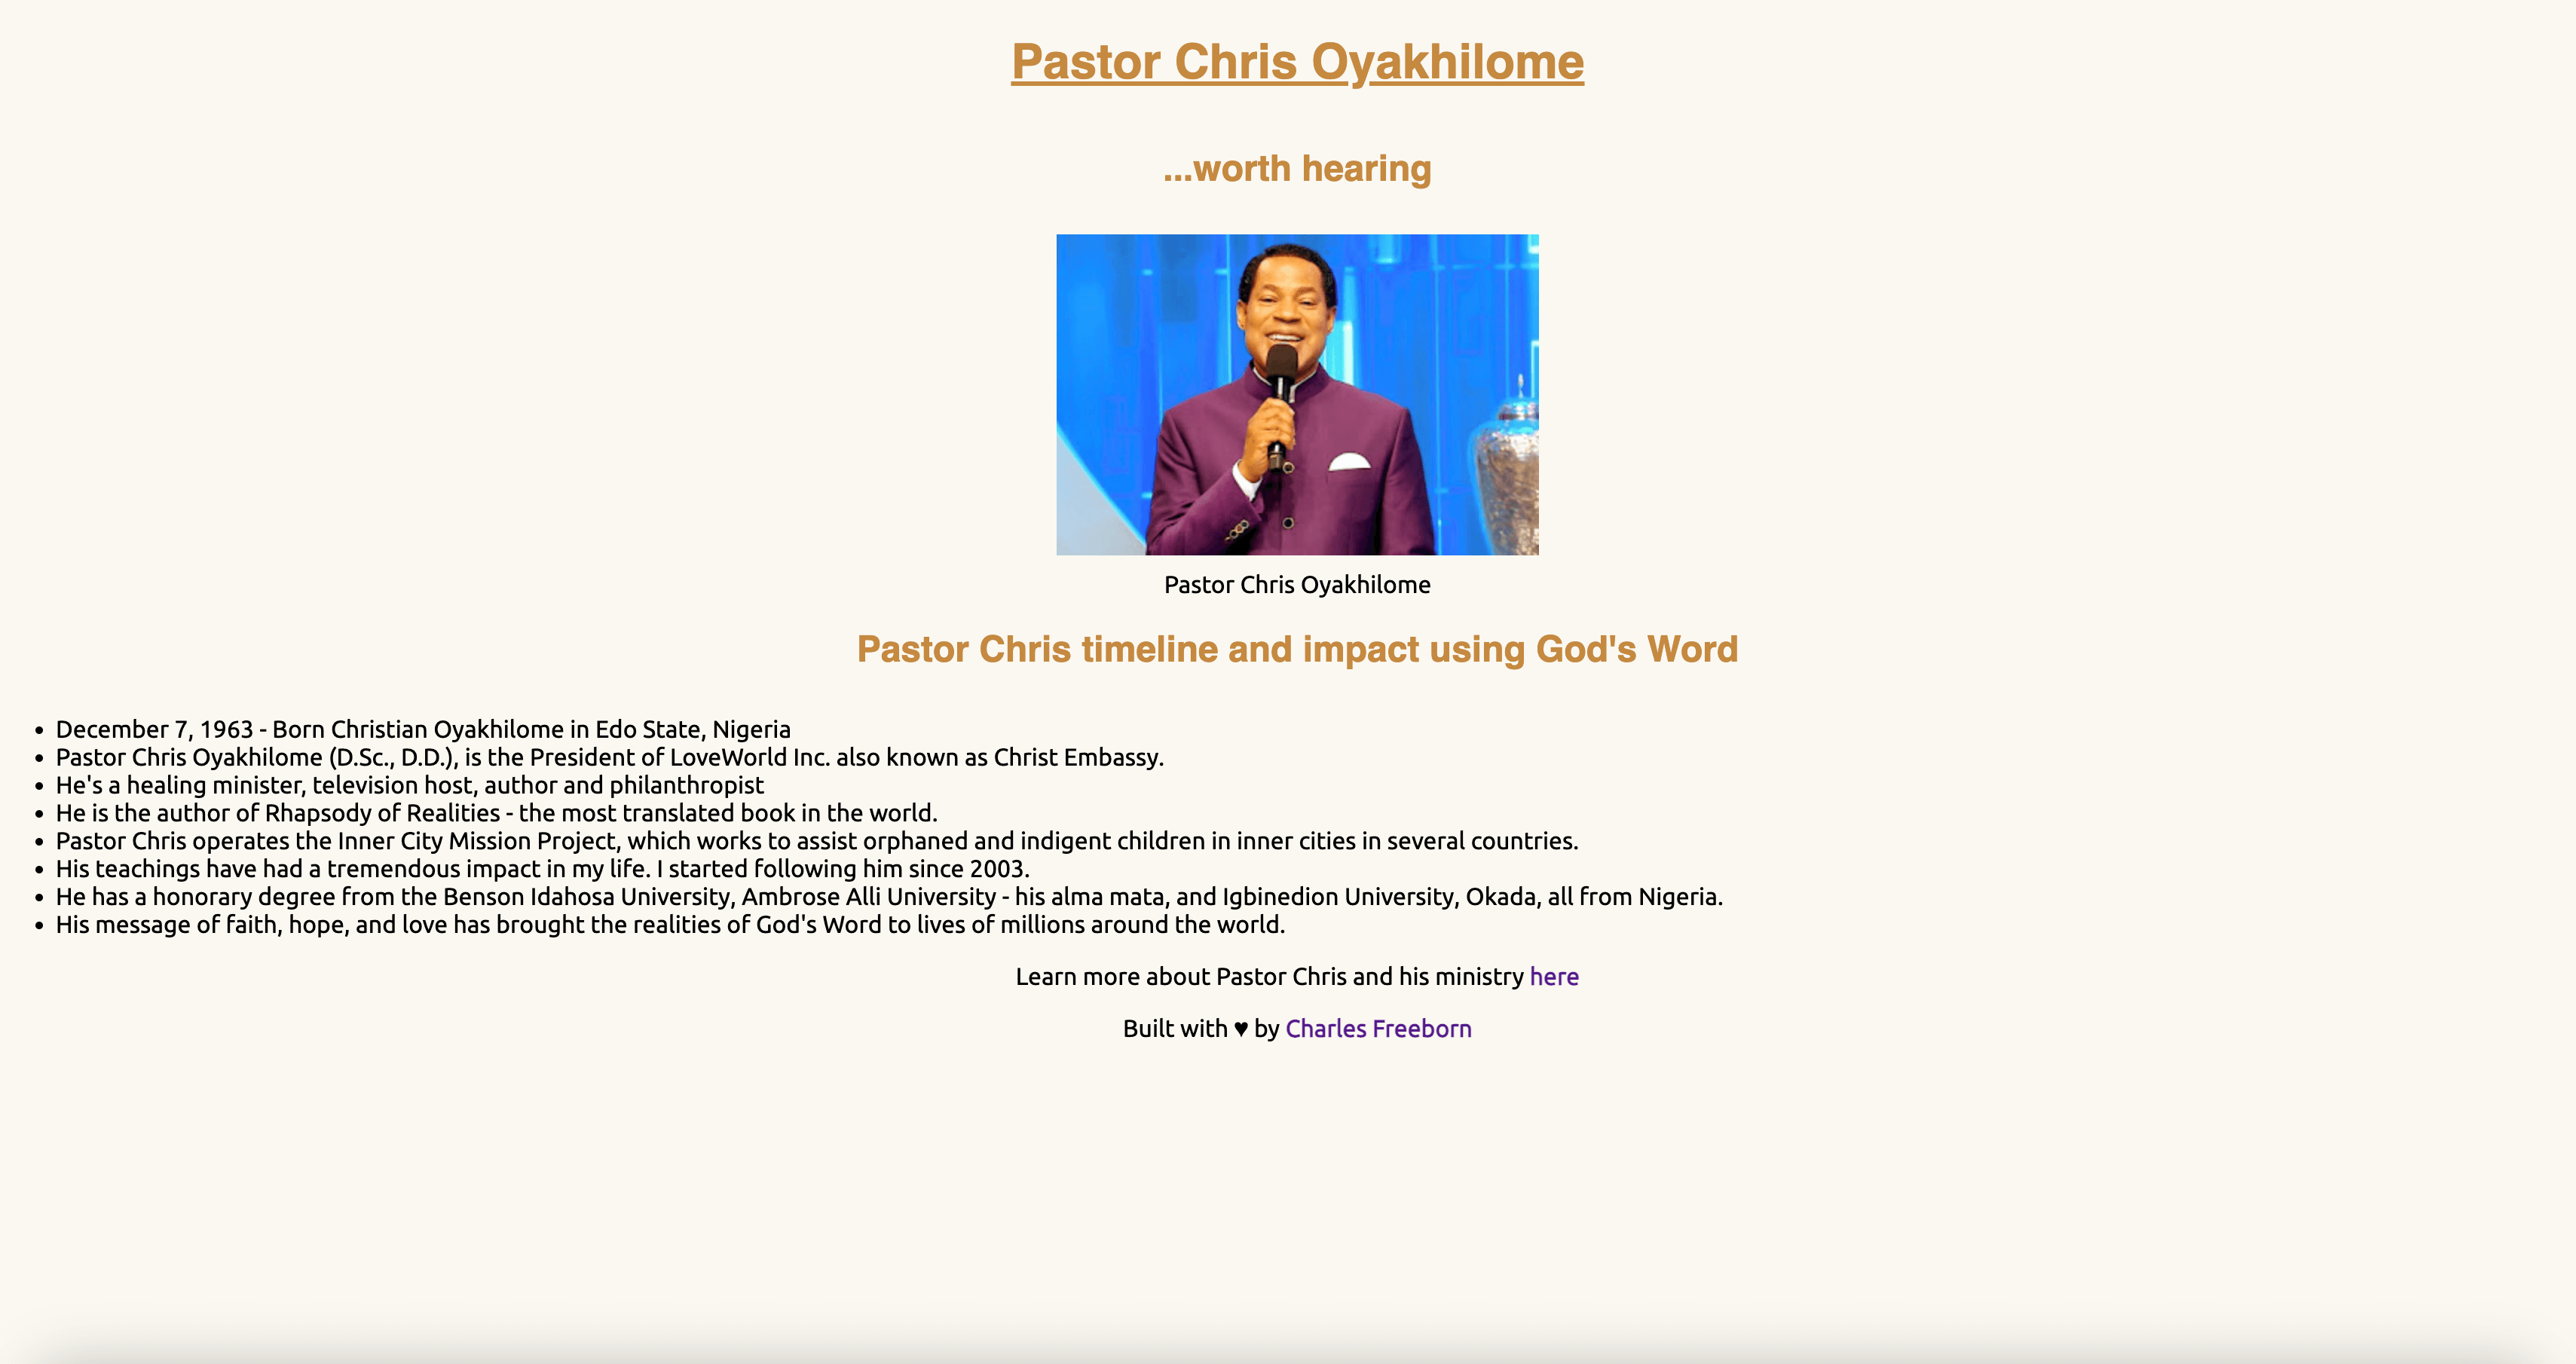 Pastor Chris Oyakhilome
...worth hearing
Pastor Chris Oyakhilome
Pastor Chris timeline and impact using God's Word
• December 7, 1963 - Born Christian Oyakhilome in Edo State, Nigeria
• Pastor Chris Oyakhilome (D.Sc., D.D.), is the President of LoveWorld Inc. also known as Christ Embassy.
• He's a healing minister, television host, author and philanthropist
• He is the author of Rhapsody of Realities - the most translated book in the world.
• Pastor Chris operates the Inner City Mission Project, which works to assist orphaned and indigent children in inner cities in several countries.
• His teachings have had a tremendous impact in my life. I started following him since 2003.
• He has a honorary degree from the Benson Idahosa University, Ambrose Alli University - his alma mata, and Igbinedion University, Okada, all from Nigeria.
• His message of faith, hope, and love has brought the realities of God's Word to lives of millions around the world.
Learn more about Pastor Chris and his ministry here
Built with ♥ by Charles Freeborn